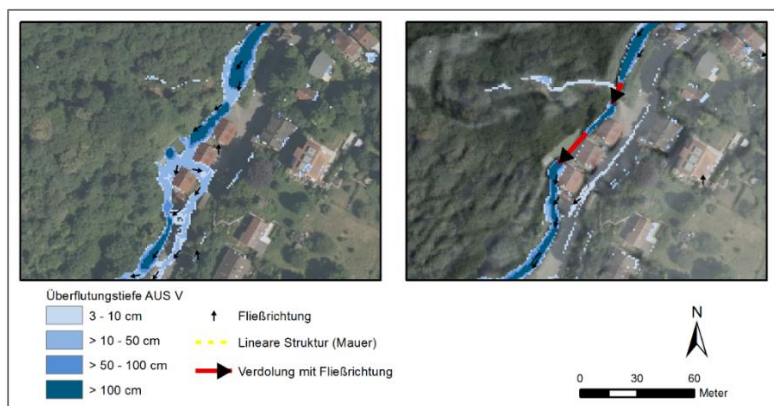 Überflutungstiefe AUS V
3 - 10 cm
> 10 - 50 cm
> 50 - 100 cm
> 100 cm
Fließrichtung
Lineare Struktur (Mauer)
Verdolung mit Fließrichtung
N
0 15 30 60
Meter